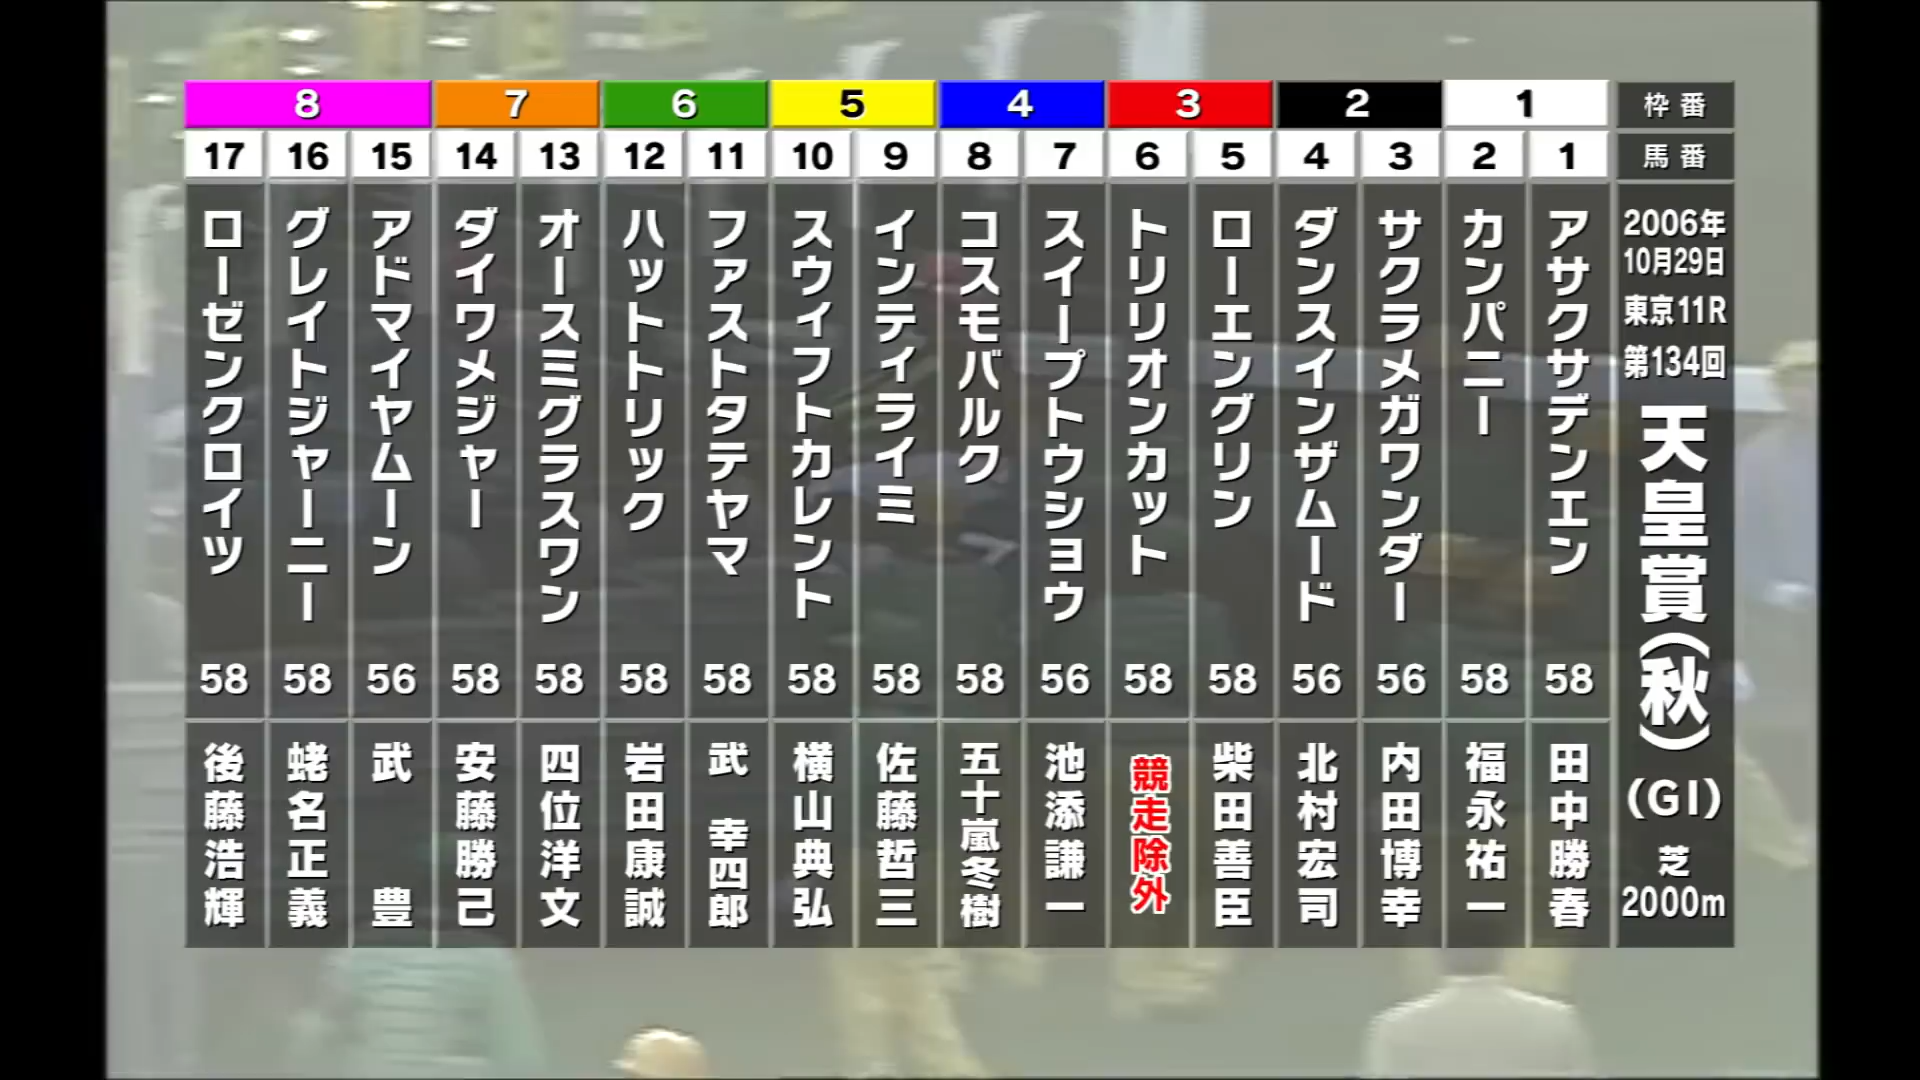 枠番
馬番
2006年
10月29日
東京11R
第134回
天皇賞(秋)
(GI)
芝
2000m
1
1
アサクサデンエン
58
田中勝春
2
カンパニー
58
福永祐一
2
3
サクラメガワンダー
56
内田博幸
4
ダンスインザムード
56
北村宏司
3
5
ローエングリン
58
柴田善臣
6
トリリオンカット
58
競走除外
4
7
スイープトウショウ
56
池添謙一
8
コスモバルク
58
五十嵐冬樹
5
9
インティライミ
58
佐藤哲三
10
スウィフトカレント
58
横山典弘
6
11
ファストタテヤマ
58
武幸四郎
12
ハットトリック
58
岩田康誠
7
13
オースミグラスワン
58
四位洋文
14
ダイワメジャー
58
安藤勝己
8
15
アドマイヤムーン
56
武豊
16
グレイトジャーニー
58
蛯名正義
17
ローゼンクロイツ
58
後藤浩輝